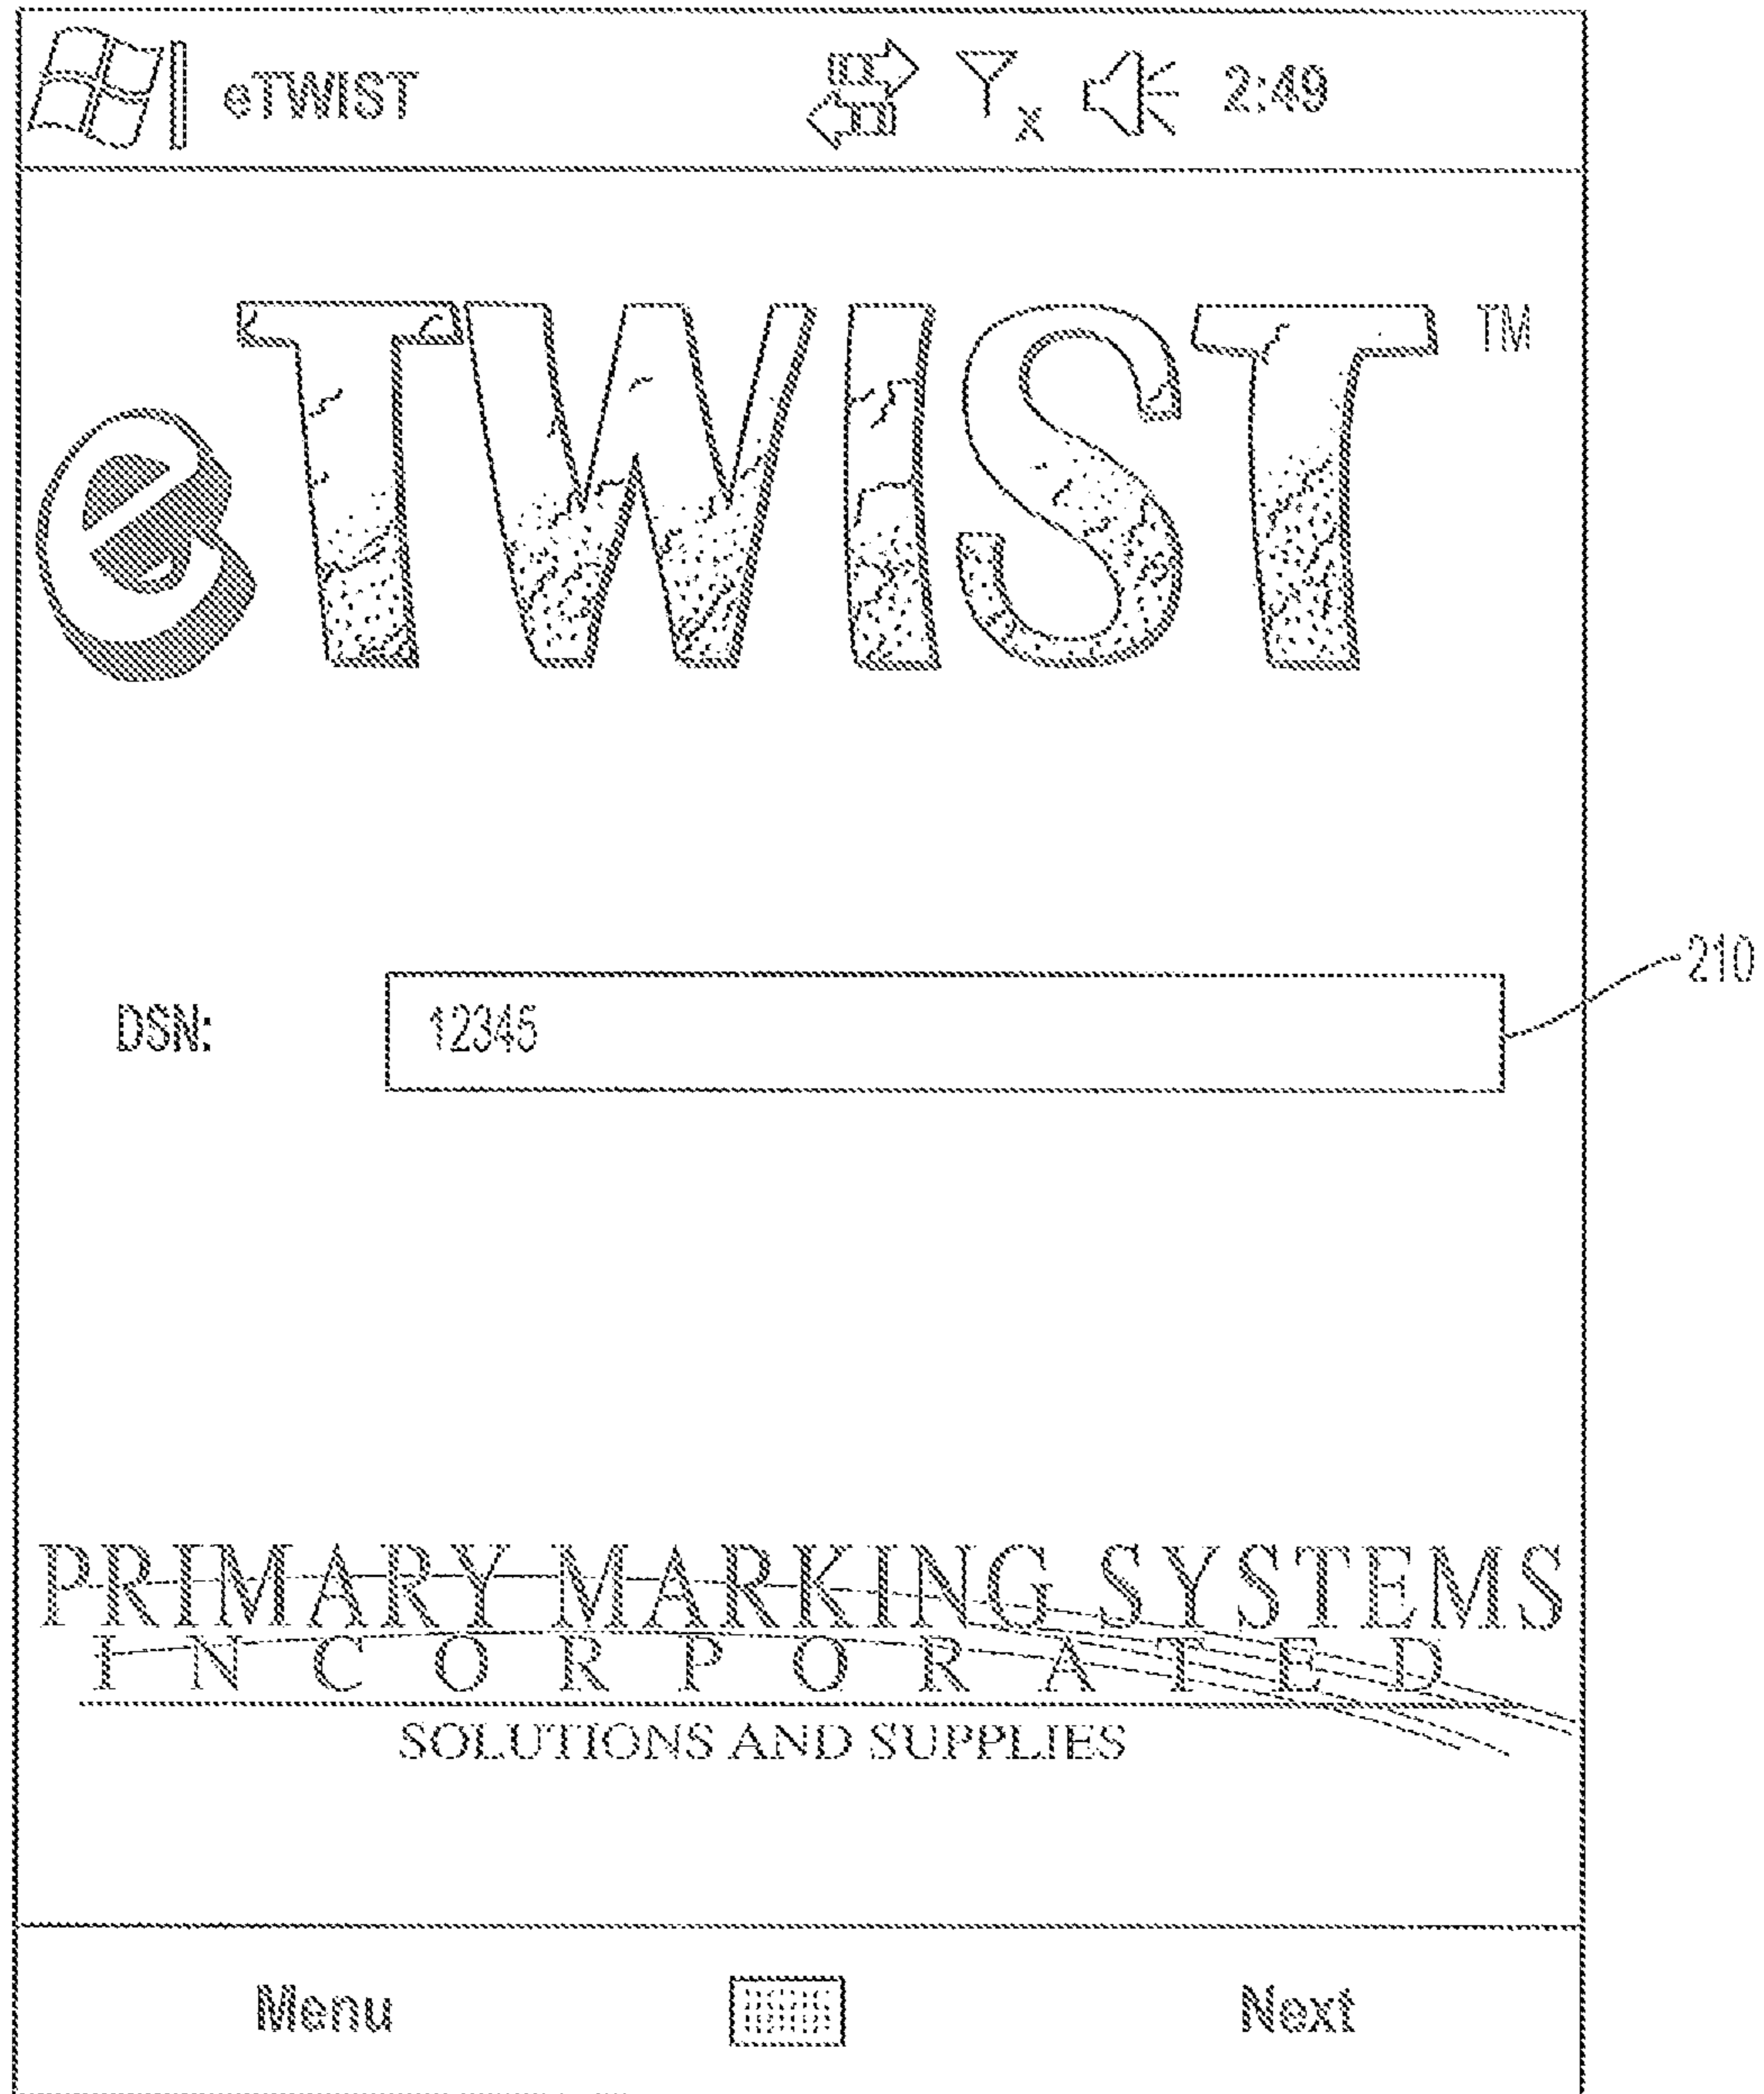 eTWIST 2:49
eTWIST TM
210
DSN: 12345
PRIMARY MARKING SYSTEMS
INCORPORATED
SOLUTIONS AND SUPPLIES
Menu Next